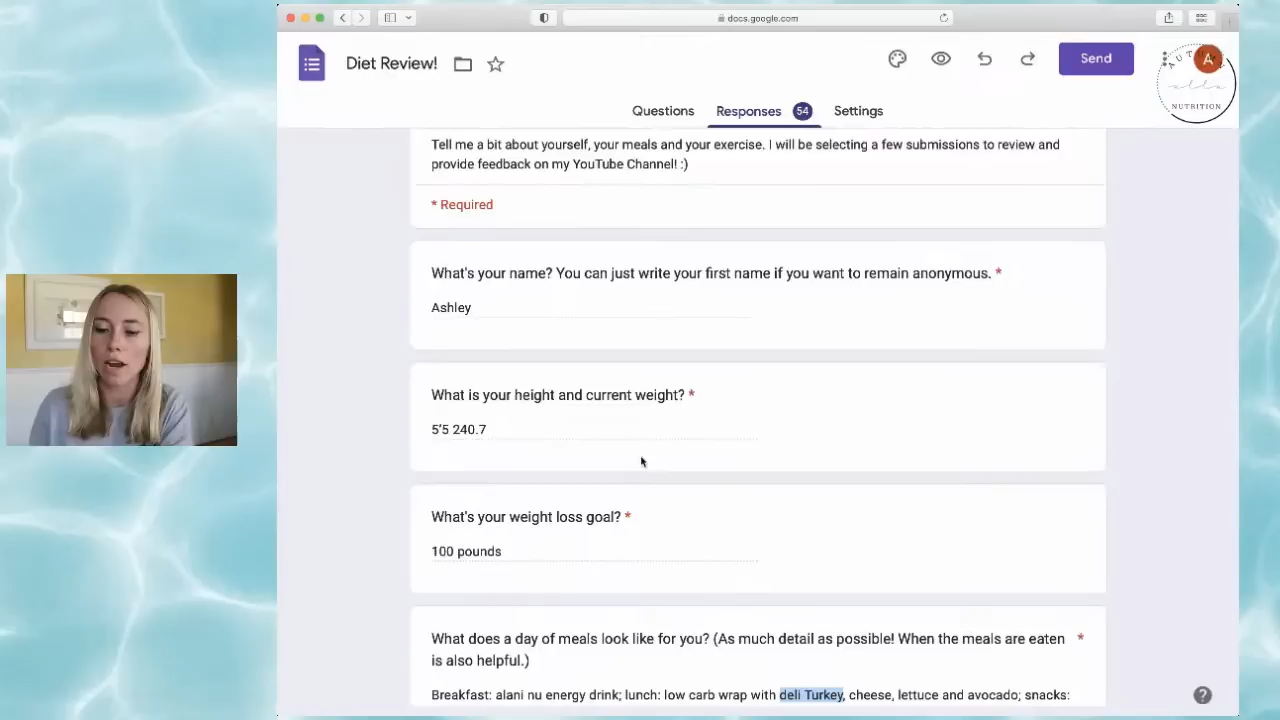 docs.google.com
Diet Review!
Send
A
AUTUMN
elle
NUTRITION
Questions
Responses 54
Settings
Tell me a bit about yourself, your meals and your exercise. I will be selecting a few submissions to review and
provide feedback on my YouTube Channel! :)
* Required
What's your name? You can just write your first name if you want to remain anonymous. *
Ashley
What is your height and current weight? *
5'5 240.7
What's your weight loss goal? *
100 pounds
What does a day of meals look like for you? (As much detail as possible! When the meals are eaten *
is also helpful.)
Breakfast: alani nu energy drink; lunch: low carb wrap with deli Turkey, cheese, lettuce and avocado; snacks: